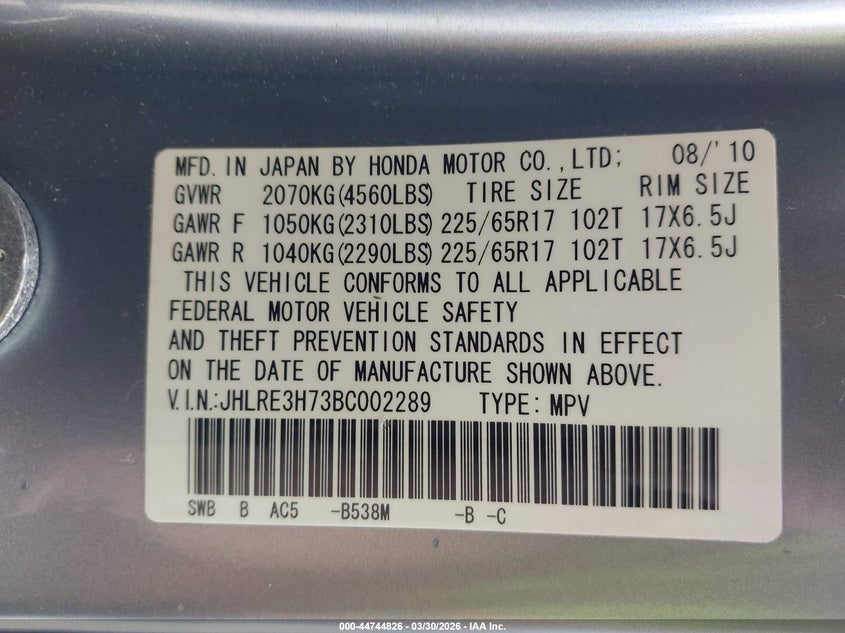 MFD. IN JAPAN BY HONDA MOTOR CO.,LTD; 08/'10
GVWR 2070KG(4560LBS) TIRE SIZE RIM SIZE
GAWR F 1050KG(2310LBS) 225/65R17 102T 17X6.5J
GAWR R 1040KG(2290LBS) 225/65R17 102T 17X6.5J
THIS VEHICLE CONFORMS TO ALL APPLICABLE
FEDERAL MOTOR VEHICLE SAFETY
AND THEFT PREVENTION STANDARDS IN EFFECT
ON THE DATE OF MANUFACTURE SHOWN ABOVE.
V.I.N.:JHLRE3H73BC002289 TYPE: MPV
SWB B AC5 -B538M -B -C
000-44744826 - 03/30/2026 - IAA Inc.